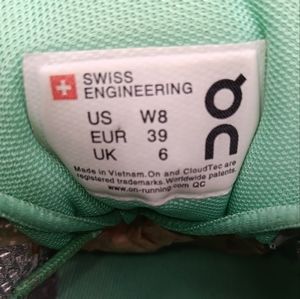 SWISS
ENGINEERING
US W8
EUR 39
UK 6
Made in Vietnam.On and CloudTec are
registered trademarks.Worldwide patents.
www.on-running.com QC